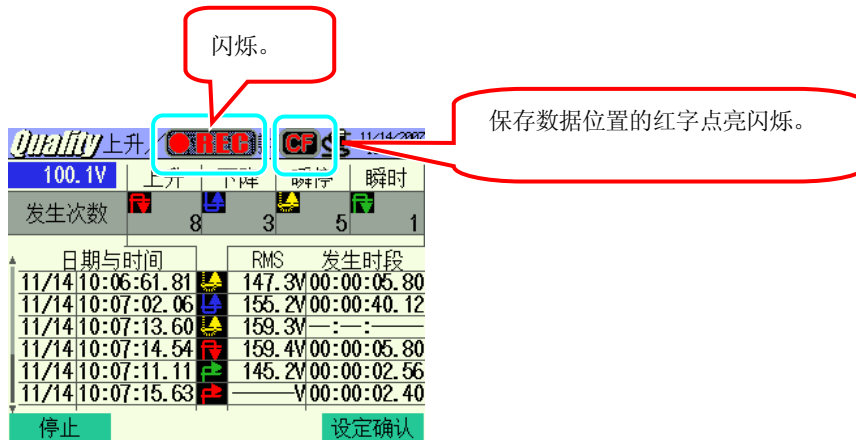 闪烁。
保存数据位置的红字点亮闪烁。
Quality 上升 REC CF 11/14/2007
100.1V 上升 下降 瞬停 瞬时
发生次数 8 3 5 1
日期与时间 RMS 发生时段
11/14 10:06:61.81 147.3V 00:00:05.80
11/14 10:07:02.06 155.2V 00:00:40.12
11/14 10:07:13.60 159.3V —:—:——
11/14 10:07:14.54 159.4V 00:00:05.80
11/14 10:07:11.11 145.2V 00:00:02.56
11/14 10:07:15.63 ———V 00:00:02.40
停止 设定确认